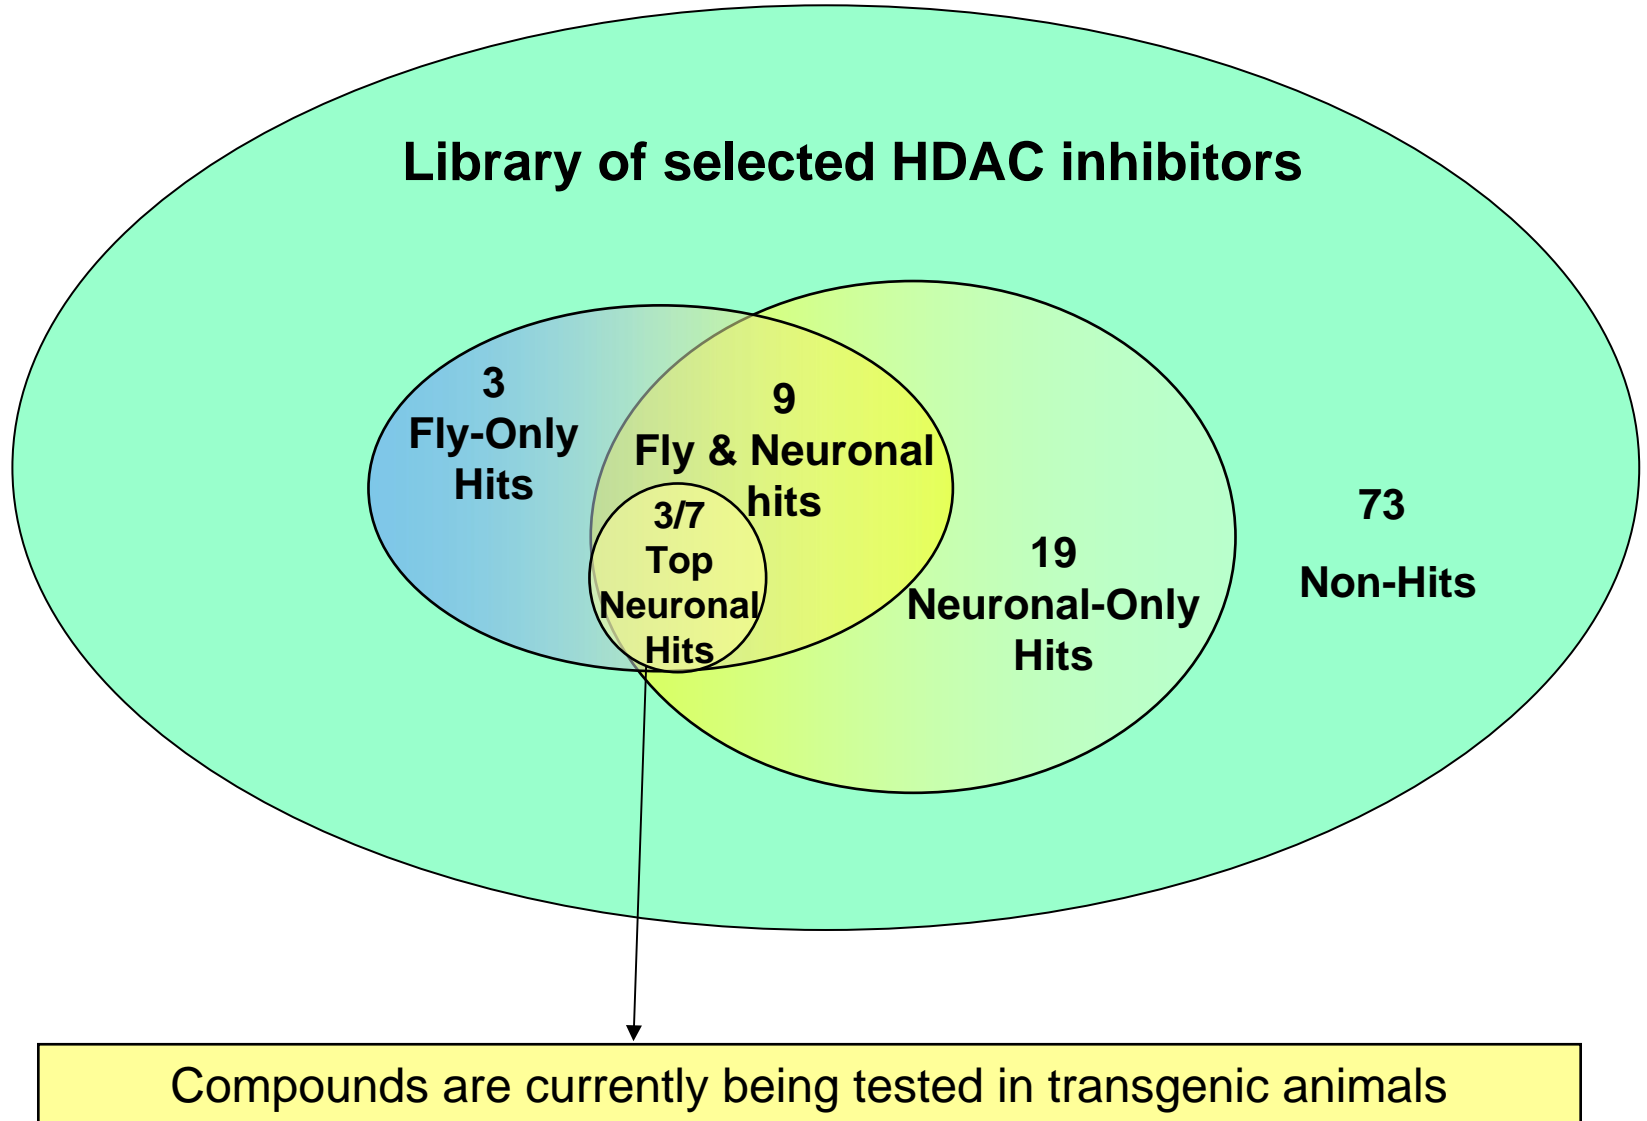 Library of selected HDAC inhibitors
3
Fly-Only
Hits
9
Fly & Neuronal
hits
3/7
Top
Neuronal
Hits
19
Neuronal-Only
Hits
73
Non-Hits
Compounds are currently being tested in transgenic animals